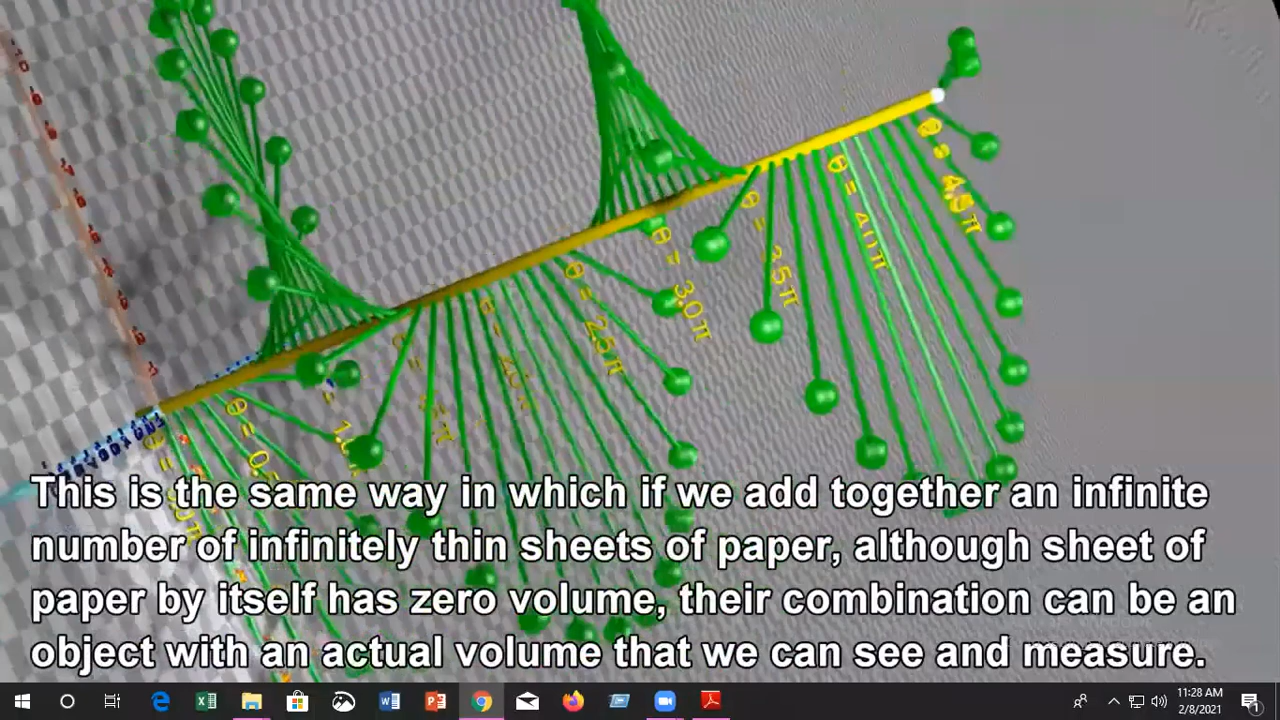 θ = 4.5π
θ = 4.0π
θ = 3.5π
θ = 3.0π
θ = 2.5π
This is the same way in which if we add together an infinite
number of infinitely thin sheets of paper, although sheet of
paper by itself has zero volume, their combination can be an
object with an actual volume that we can see and measure.
11:28 AM
2/8/2021